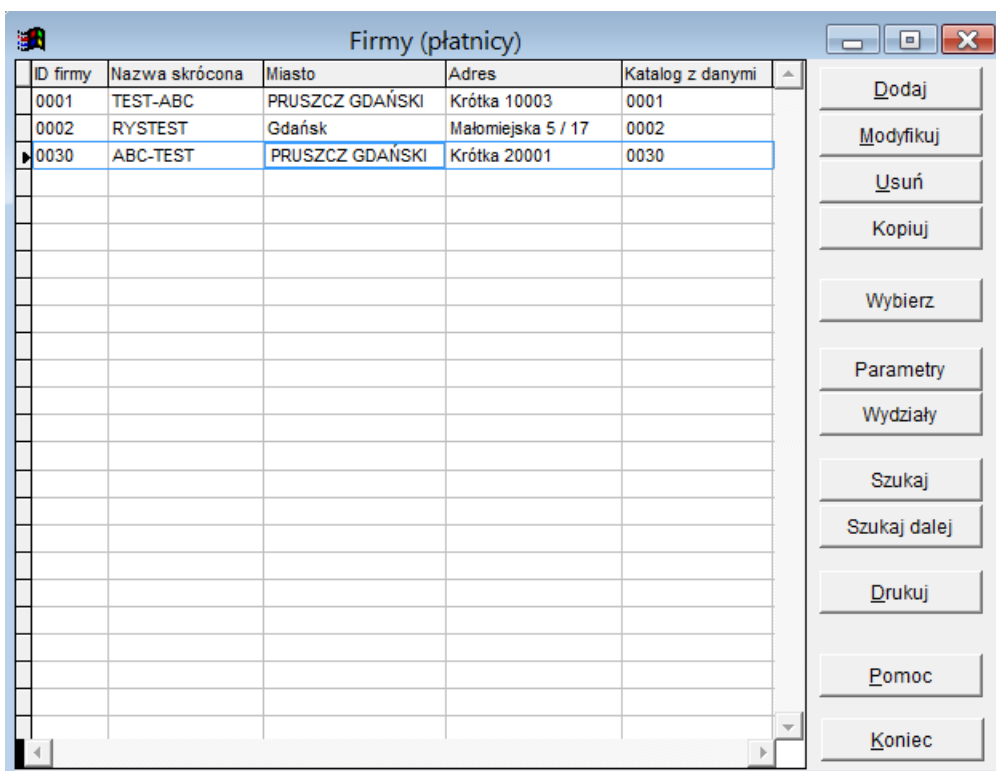 Firmy (płatnicy)
ID firmy Nazwa skrócona Miasto Adres Katalog z danymi
0001 TEST-ABC PRUSZCZ GDAŃSKI Krótka 10003 0001
0002 RYSTEST Gdańsk Małomiejska 5 / 17 0002
0030 ABC-TEST PRUSZCZ GDAŃSKI Krótka 20001 0030
Dodaj
Modyfikuj
Usuń
Kopiuj
Wybierz
Parametry
Wydziały
Szukaj
Szukaj dalej
Drukuj
Pomoc
Koniec